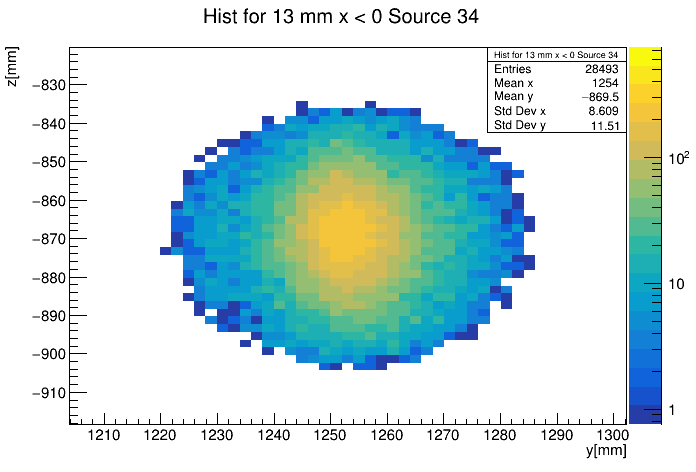 Hist for 13 mm x < 0 Source 34
z[mm]
Hist for 13 mm x < 0 Source 34
Entries 28493
Mean x 1254
Mean y −869.5
Std Dev x 8.609
Std Dev y 11.51
−830
−840
−850
−860
−870
−880
−890
−900
−910
10²
10
1
1210 1220 1230 1240 1250 1260 1270 1280 1290 1300
y[mm]